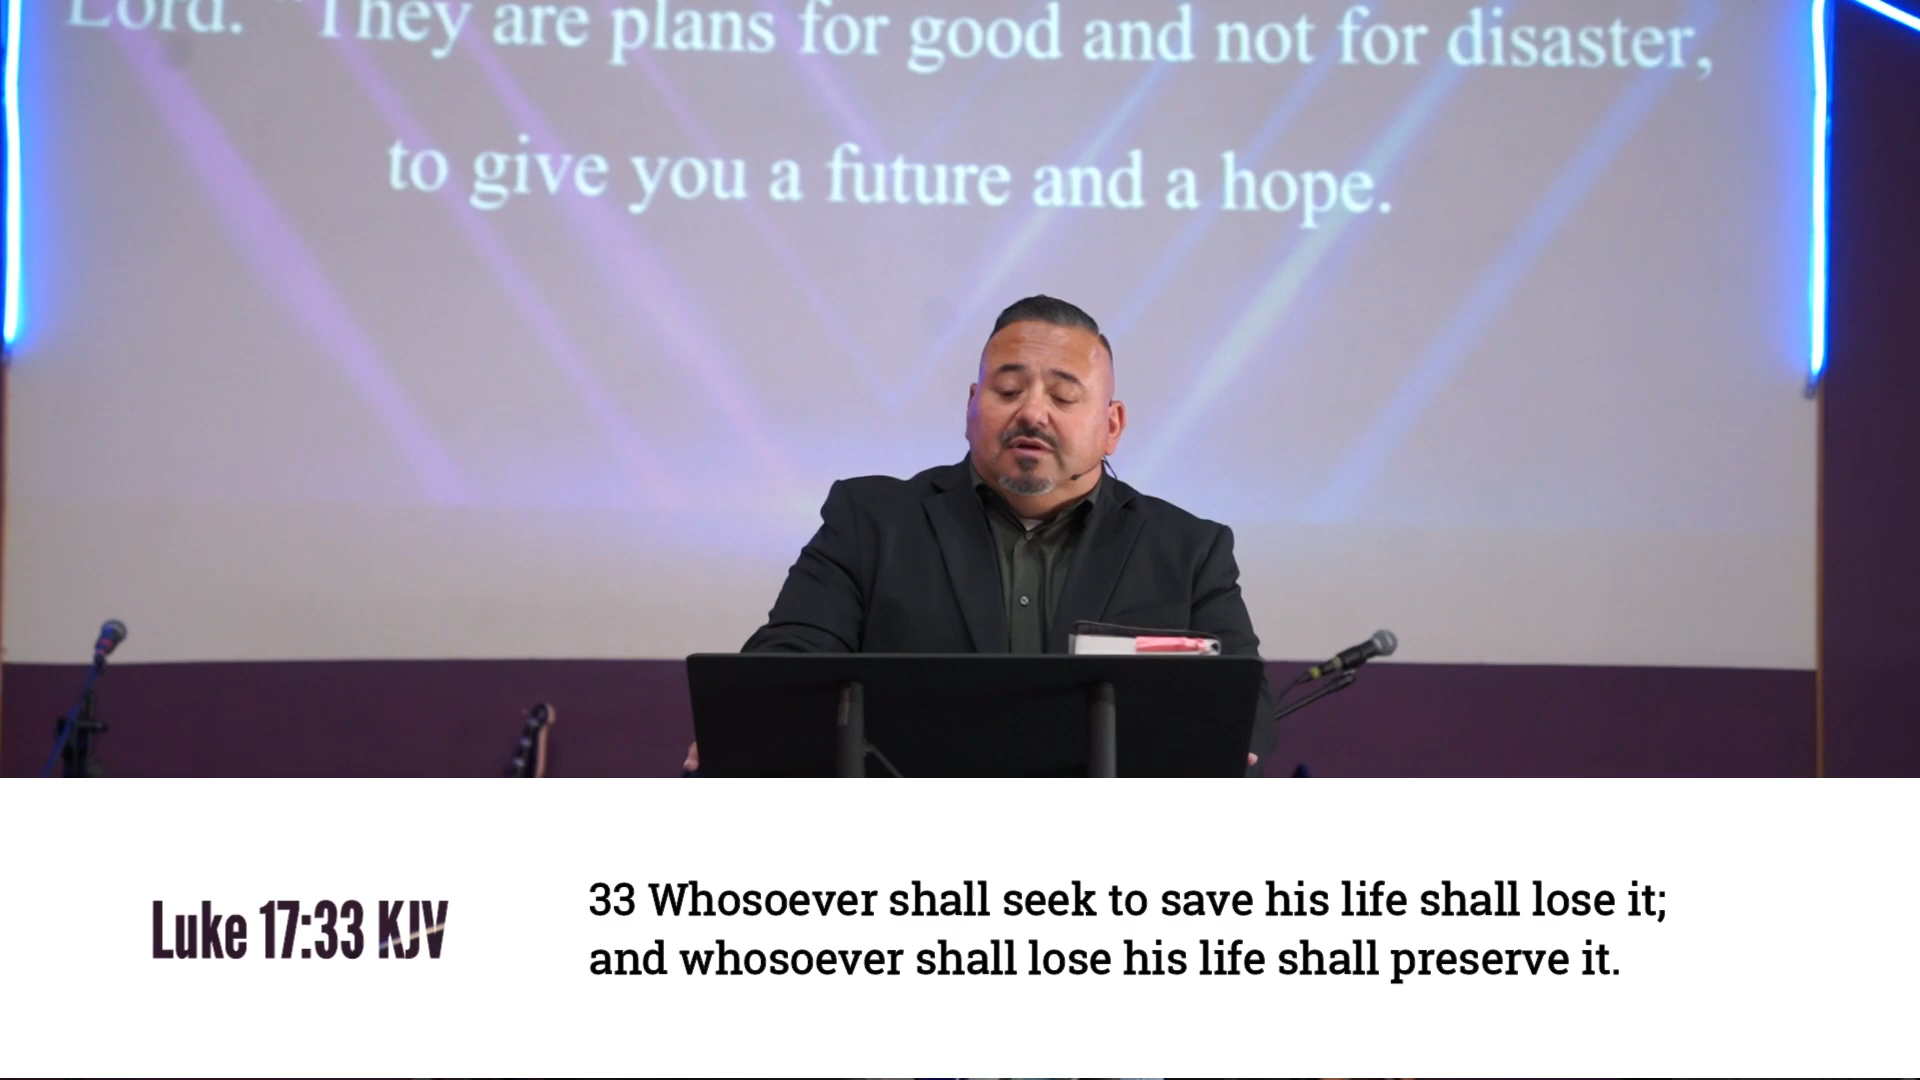 Lord. "They are plans for good and not for disaster,
to give you a future and a hope.
Luke 17:33 KJV
33 Whosoever shall seek to save his life shall lose it;
and whosoever shall lose his life shall preserve it.